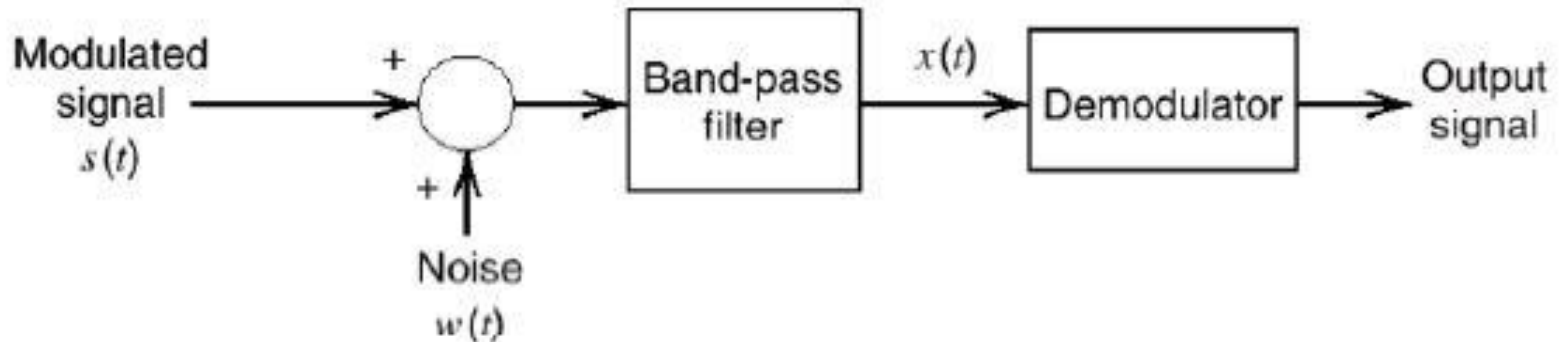 Modulated
signal
s(t)
+
+
Noise
w(t)
Band-pass
filter
x(t)
Demodulator
Output
signal